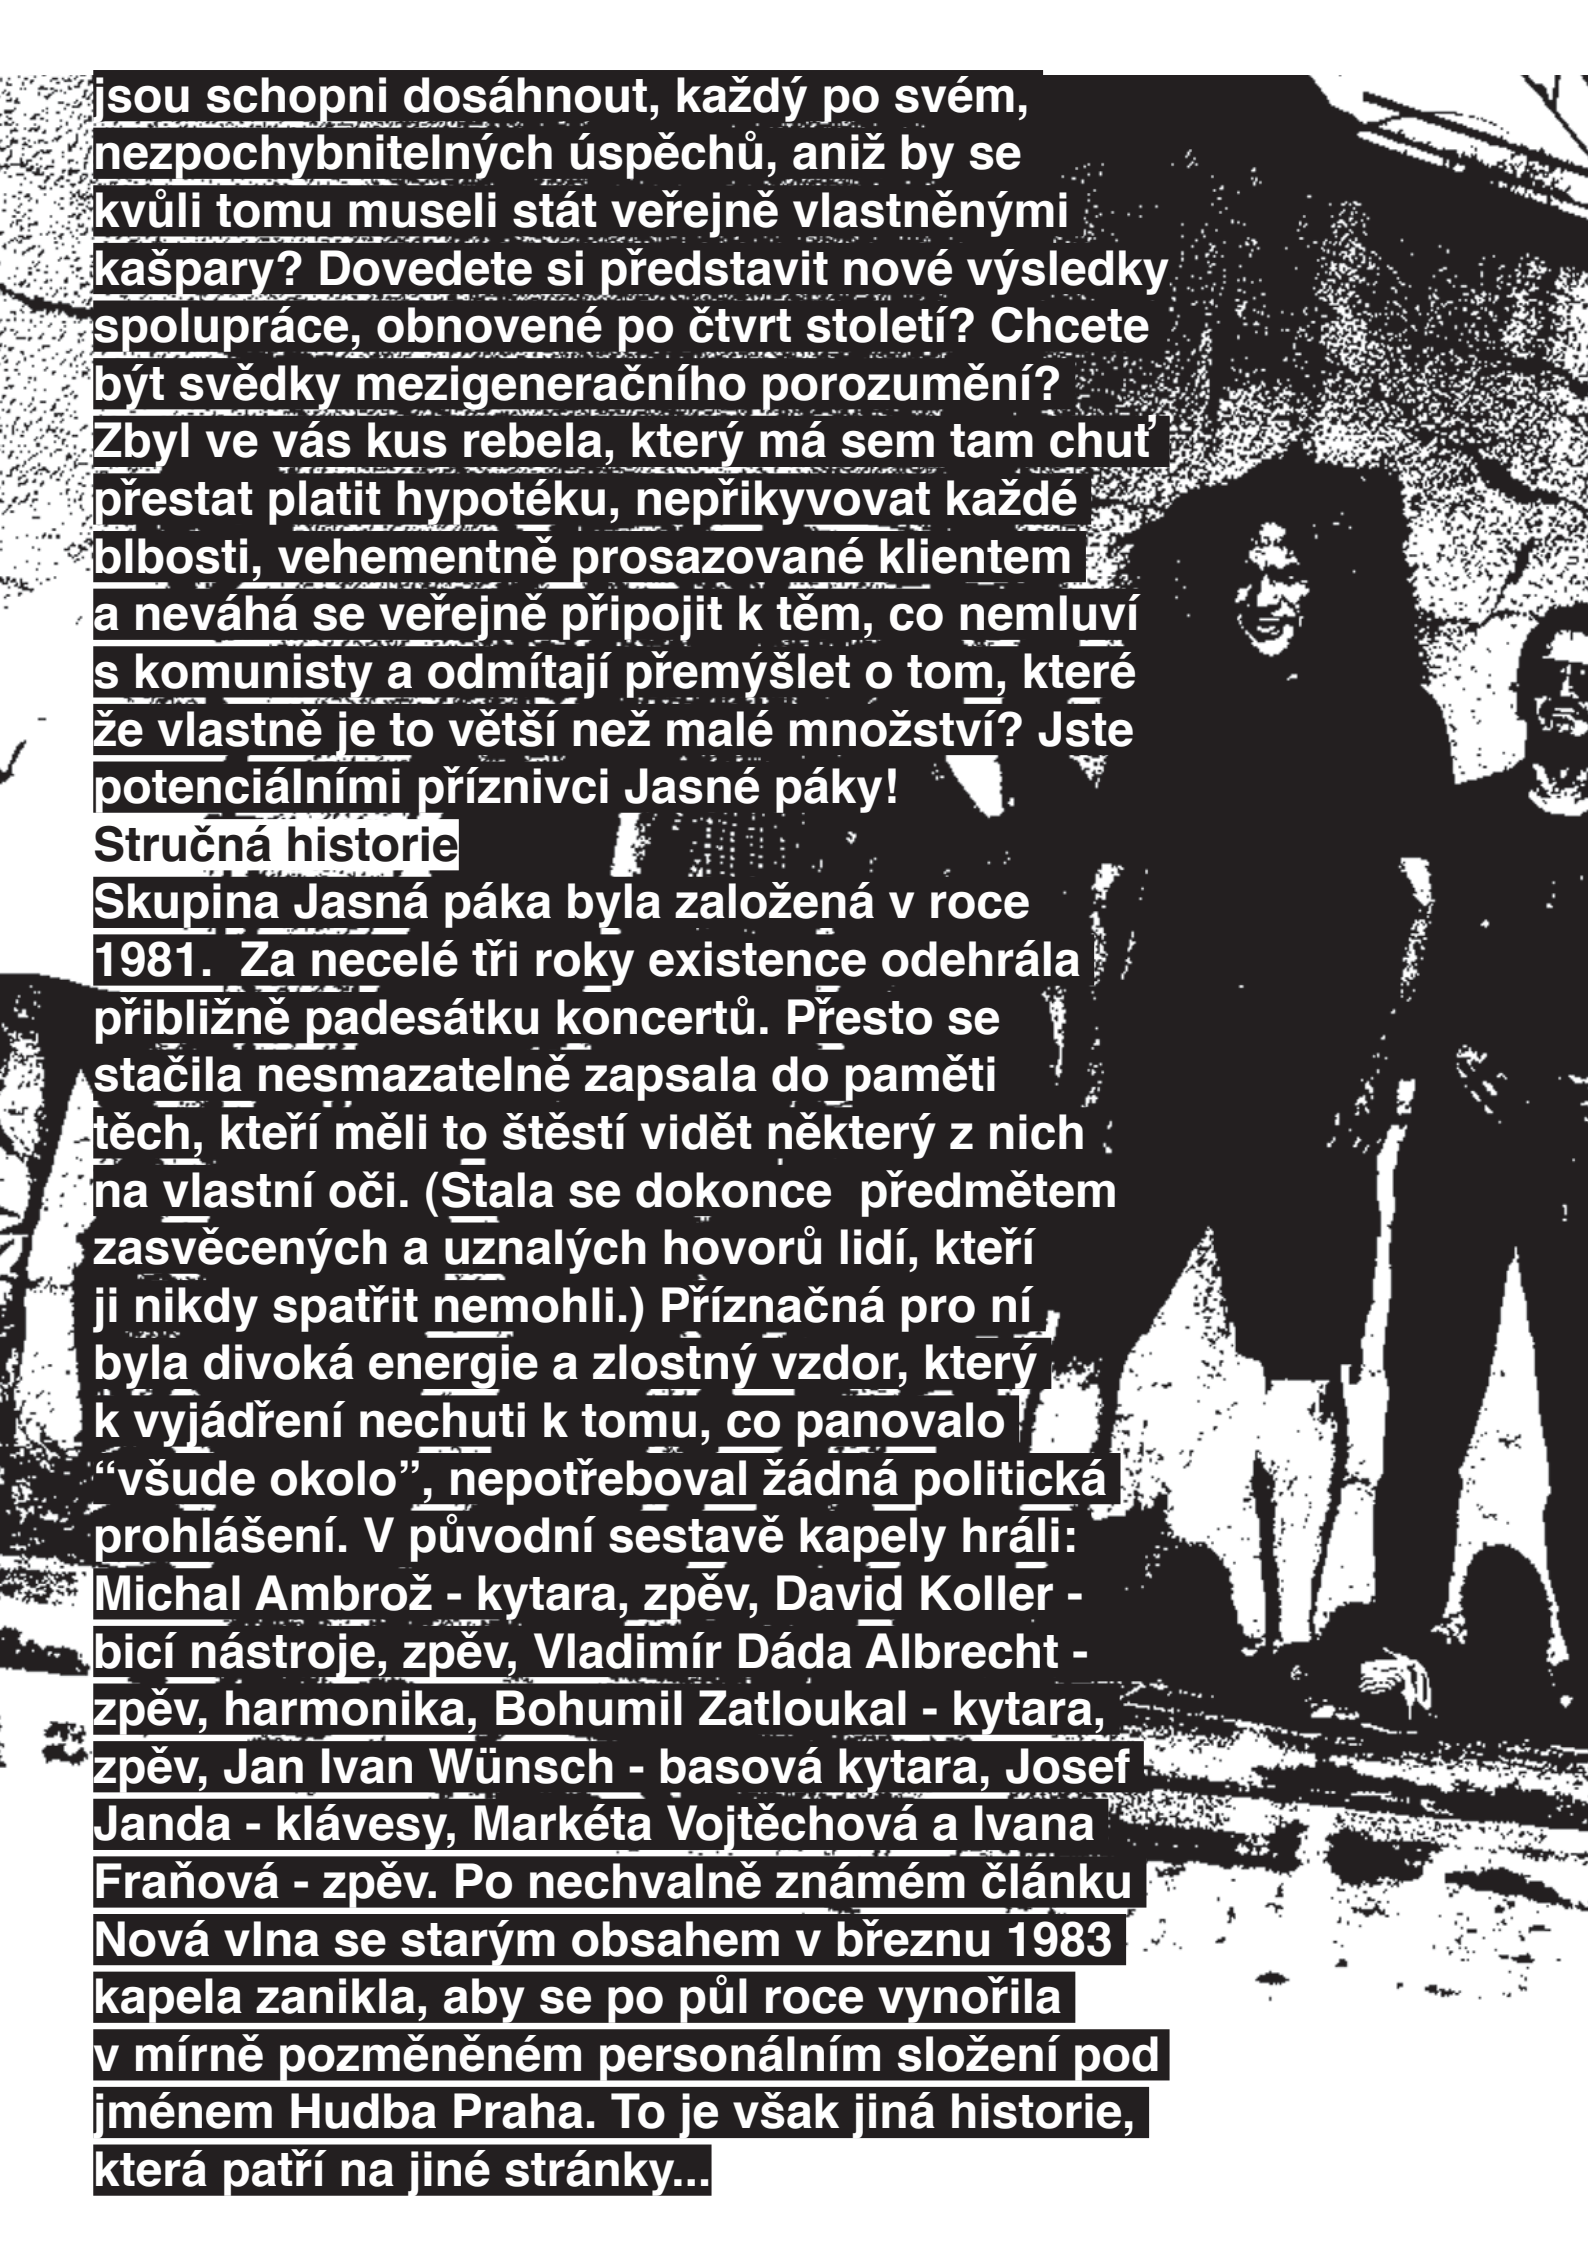 jsou schopni dosáhnout, každý po svém,
nezpochybnitelných úspěchů, aniž by se
kvůli tomu museli stát veřejně vlastněnými
kašpary? Dovedete si představit nové výsledky
spolupráce, obnovené po čtvrt století? Chcete
být svědky mezigeneračního porozumění?
Zbyl ve vás kus rebela, který má sem tam chuť
přestat platit hypotéku, nepřikyvovat každé
blbosti, vehementně prosazované klientem
a neváhá se veřejně připojit k těm, co nemluví
s komunisty a odmítají přemýšlet o tom, které
že vlastně je to větší než malé množství? Jste
potenciálními příznivci Jasné páky!
Stručná historie
Skupina Jasná páka byla založená v roce
1981.  Za necelé tři roky existence odehrála
přibližně padesátku koncertů. Přesto se
stačila nesmazatelně zapsala do paměti
těch, kteří měli to štěstí vidět některý z nich
na vlastní oči. (Stala se dokonce  předmětem
zasvěcených a uznalých hovorů lidí, kteří
ji nikdy spatřit nemohli.) Příznačná pro ní
byla divoká energie a zlostný vzdor, který
k vyjádření nechuti k tomu, co panovalo
“všude okolo”, nepotřeboval žádná politická
prohlášení. V původní sestavě kapely hráli:
Michal Ambrož - kytara, zpěv, David Koller -
bicí nástroje, zpěv, Vladimír Dáda Albrecht -
zpěv, harmonika, Bohumil Zatloukal - kytara,
zpěv, Jan Ivan Wünsch - basová kytara, Josef
Janda - klávesy, Markéta Vojtěchová a Ivana
Fraňová - zpěv. Po nechvalně známém článku
Nová vlna se starým obsahem v březnu 1983
kapela zanikla, aby se po půl roce vynořila
v mírně pozměněném personálním složení pod
jménem Hudba Praha. To je však jiná historie,
která patří na jiné stránky...